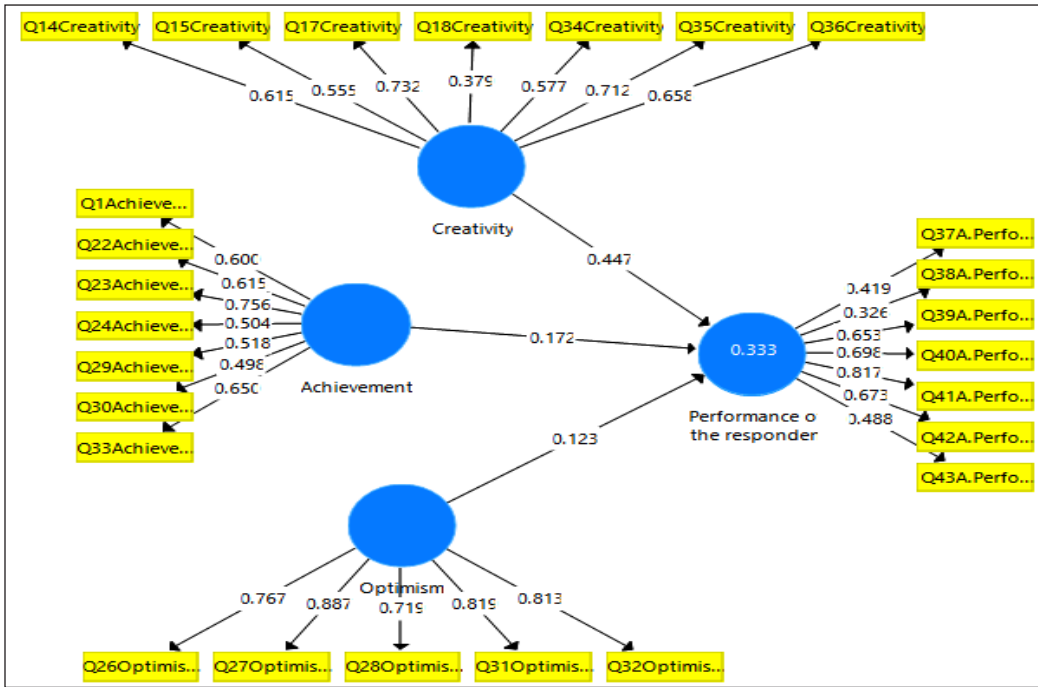 Q14Creativity
Q15Creativity
Q17Creativity
Q18Creativity
Q34Creativity
Q35Creativity
Q36Creativity
0.615
0.555
0.732
0.379
0.577
0.712
0.658
Creativity
0.447
Q1Achieve...
Q22Achieve...
Q23Achieve...
Q24Achieve...
Q29Achieve...
Q30Achieve...
Q33Achieve...
0.600
0.615
0.756
0.504
0.518
0.498
0.650
Achievement
0.172
0.333
Performance o
the responder
0.419
0.326
0.653
0.698
0.817
0.673
0.488
Q37A.Perfo...
Q38A.Perfo...
Q39A.Perfo...
Q40A.Perfo...
Q41A.Perfo...
Q42A.Perfo...
Q43A.Perfo...
0.123
Optimism
0.767
0.887
0.719
0.819
0.813
Q26Optimis...
Q27Optimis...
Q28Optimis...
Q31Optimis...
Q32Optimis...